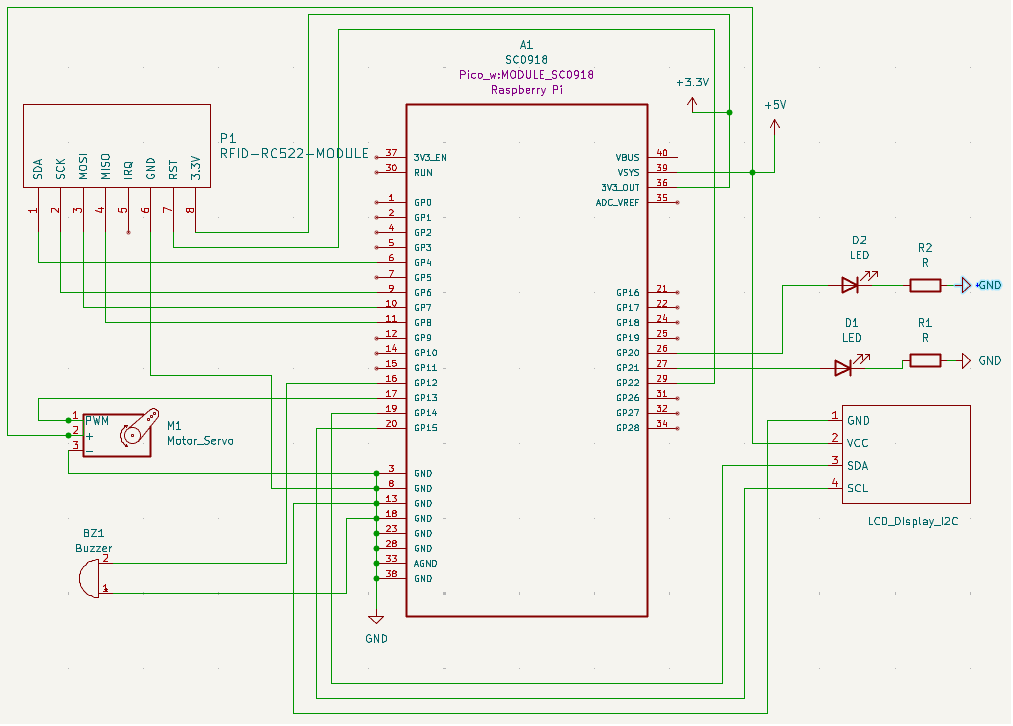 A1
SC0918
Pico_w:MODULE_SC0918
Raspberry Pi
+3.3V
+5V
P1
RFID-RC522-MODULE
SDA
SCK
MOSI
MISO
IRQ
GND
RST
3.3V
1
2
3
4
5
6
7
8
37 3V3_EN
30 RUN
1 GP0
2 GP1
4 GP2
5 GP3
6 GP4
7 GP5
9 GP6
10 GP7
11 GP8
12 GP9
14 GP10
15 GP11
16 GP12
17 GP13
19 GP14
20 GP15
3 GND
8 GND
13 GND
18 GND
23 GND
28 GND
33 AGND
38 GND
GND
VBUS 40
VSYS 39
3V3_OUT 36
ADC_VREF 35
GP16 21
GP17 22
GP18 24
GP19 25
GP20 26
GP21 27
GP22 29
GP26 31
GP27 32
GP28 34
D2
LED
R2
R
GND
D1
LED
R1
R
GND
1 GND
2 VCC
3 SDA
4 SCL
LCD_Display_I2C
1 PWM
2 +
3 -
M1
Motor_Servo
BZ1
Buzzer
2
1